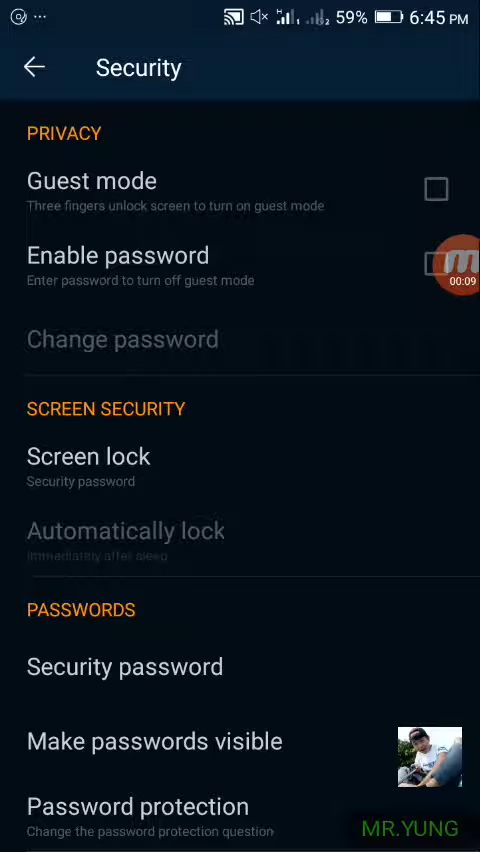 59% 6:45 PM
Security
PRIVACY
Guest mode
Three fingers unlock screen to turn on guest mode
Enable password
Enter password to turn off guest mode
00:09
Change password
SCREEN SECURITY
Screen lock
Security password
Automatically lock
Immediately after sleep
PASSWORDS
Security password
Make passwords visible
Password protection
Change the password protection question
MR.YUNG